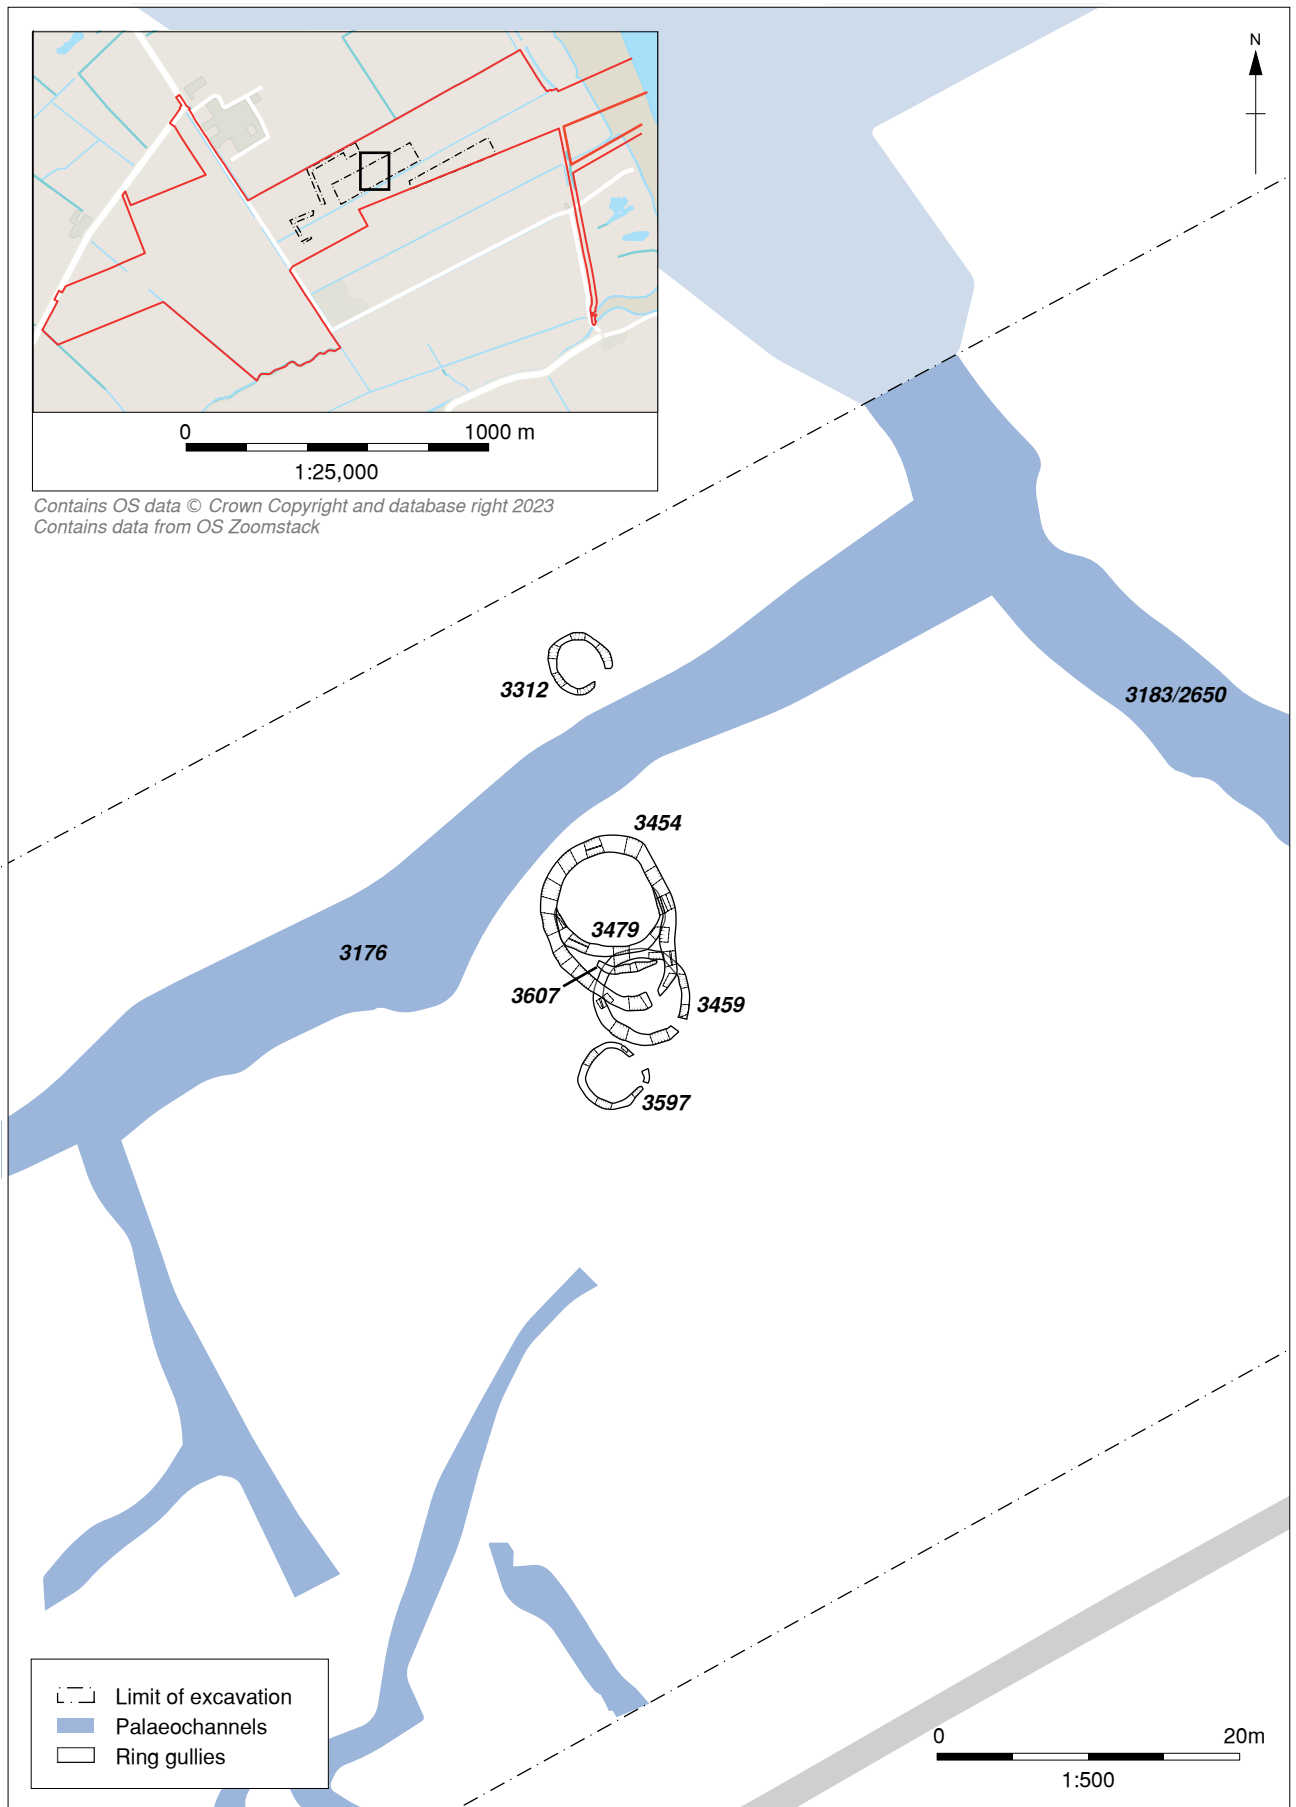 N
0 1000 m
1:25,000
Contains OS data © Crown Copyright and database right 2023
Contains data from OS Zoomstack
3312
3183/2650
3454
3479
3176
3607
3459
3597
Limit of excavation
Palaeochannels
Ring gullies
0 20m
1:500